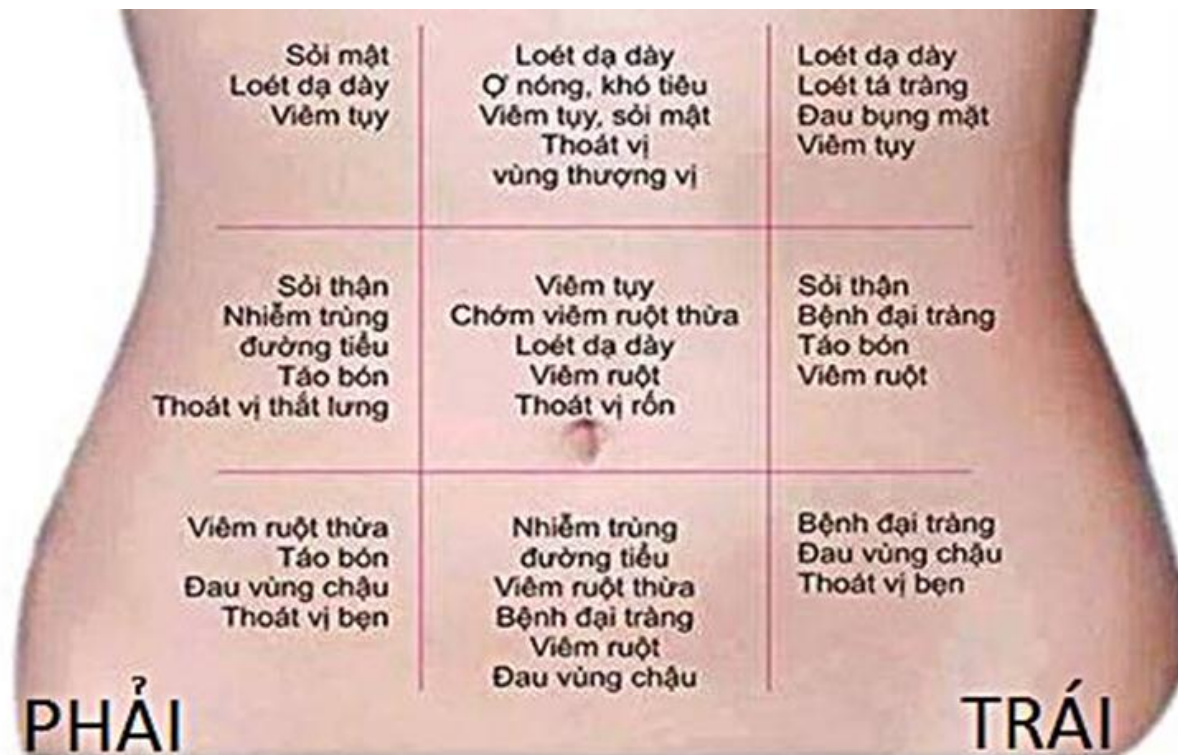 Sỏi mật
Loét dạ dày
Viêm tụy
Loét dạ dày
Ợ nóng, khó tiêu
Viêm tụy, sỏi mật
Thoát vị
vùng thượng vị
Loét dạ dày
Loét tá tràng
Đau bụng mật
Viêm tụy
Sỏi thận
Nhiễm trùng
đường tiểu
Táo bón
Thoát vị thắt lưng
Viêm tụy
Chớm viêm ruột thừa
Loét dạ dày
Viêm ruột
Thoát vị rốn
Sỏi thận
Bệnh đại tràng
Táo bón
Viêm ruột
Viêm ruột thừa
Táo bón
Đau vùng chậu
Thoát vị bẹn
Nhiễm trùng
đường tiểu
Viêm ruột thừa
Bệnh đại tràng
Viêm ruột
Đau vùng chậu
Bệnh đại tràng
Đau vùng chậu
Thoát vị bẹn
PHẢI
TRÁI